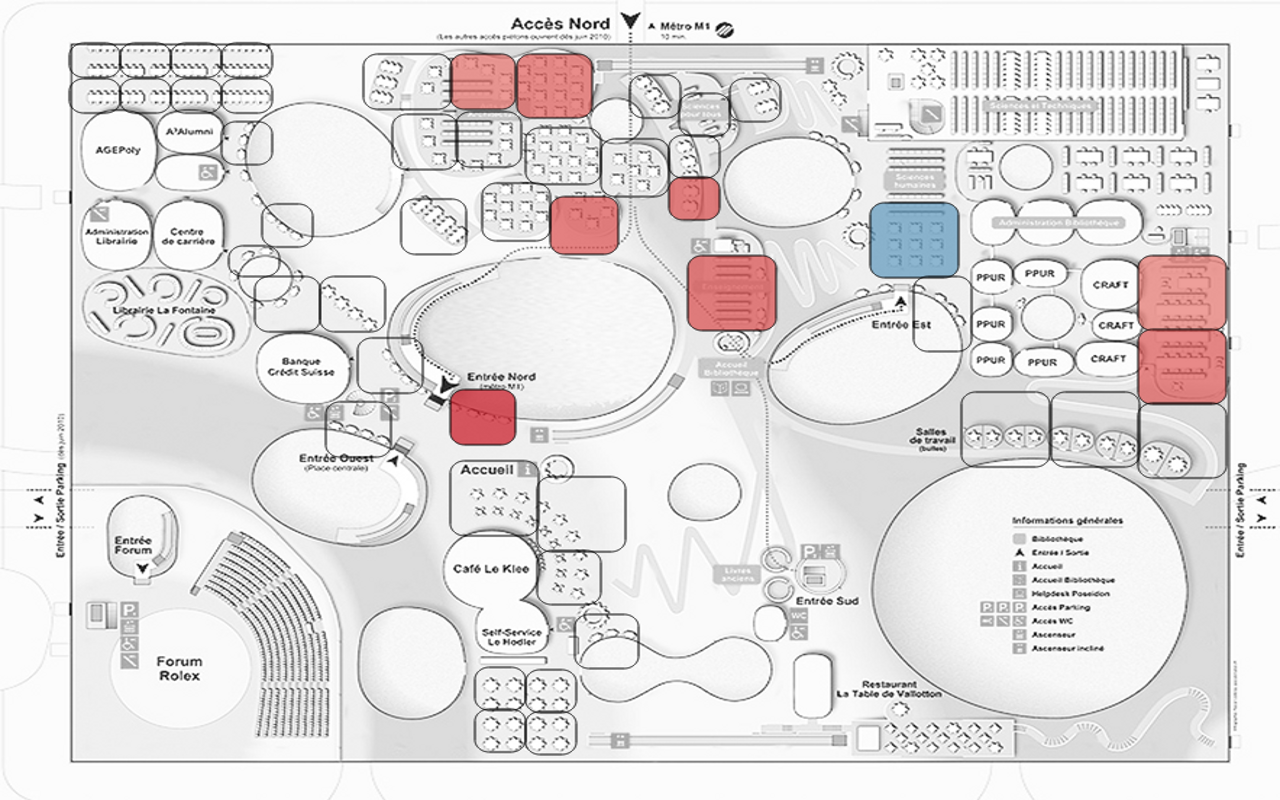 Accès Nord
(Les autres accès piétons ouvrent dès juin 2010)
Métro M1
10 min.
AGEPoly
A³Alumni
Sciences
pour tous
Sciences et Techniques
Sciences
humaines
Administration
Librairie
Centre
de carrière
Administration Bibliothèque
Librairie La Fontaine
PPUR
PPUR
CRAFT
PPUR
CRAFT
PPUR
PPUR
CRAFT
Entrée Est
Banque
Crédit Suisse
Entrée Nord
(métro M1)
Accueil
Bibliothèque
Salles
de travail
(bulles)
Entrée Ouest
(Place centrale)
Accueil
i
Entrée / Sortie Parking (dès juin 2010)
Entrée / Sortie Parking
Entrée
Forum
Café Le Klee
Livres
anciens
P
Entrée Sud
WC
Self-Service
Le Hodler
Forum
Rolex
P
Restaurant
La Table de Vallotton
Informations générales
Bibliothèque
Entrée / Sortie
Accueil
Accueil Bibliothèque
Helpdesk Poseidon
P P P Accès Parking
Accès WC
Ascenseur
Ascenseur incliné